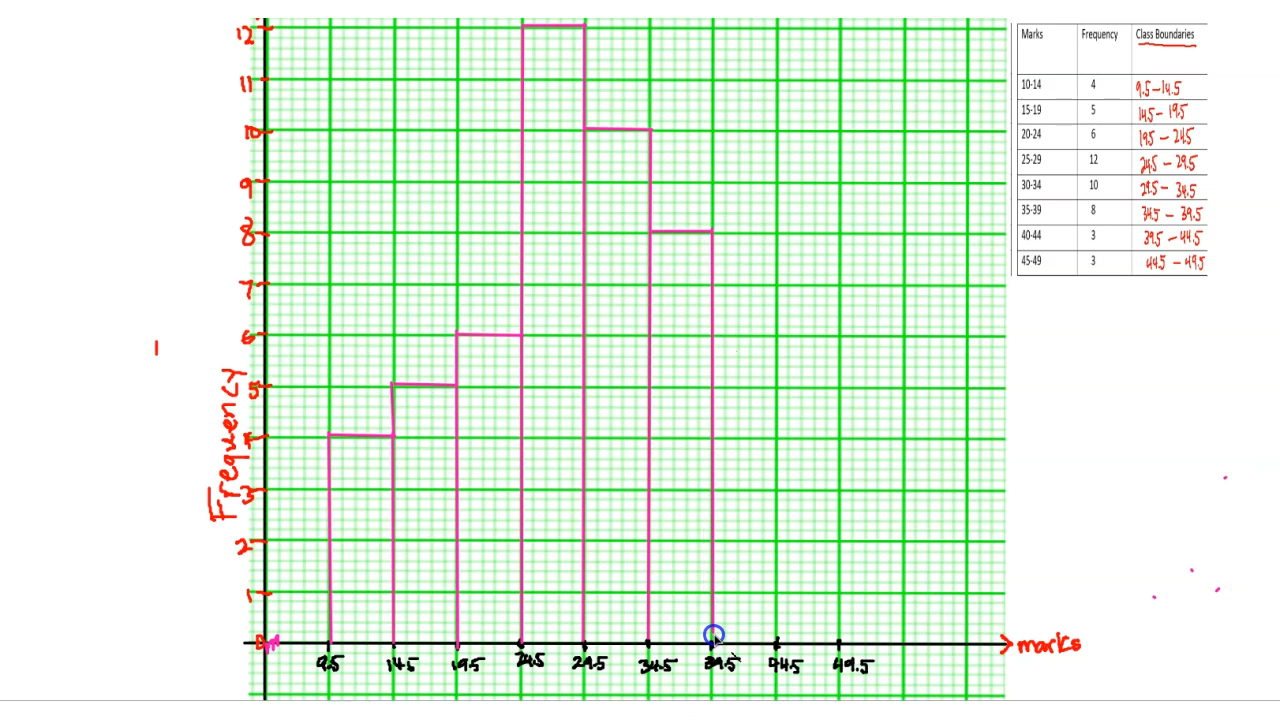 12
11
10
9
8
7
6
5
4
3
2
1
0
Frequency
9.5 14.5 19.5 24.5 29.5 34.5 39.5 44.5 49.5
marks
Marks Frequency Class Boundaries
10-14 4 9.5-14.5
15-19 5 14.5-19.5
20-24 6 19.5-24.5
25-29 12 24.5-29.5
30-34 10 29.5-34.5
35-39 8 34.5-39.5
40-44 3 39.5-44.5
45-49 3 44.5-49.5